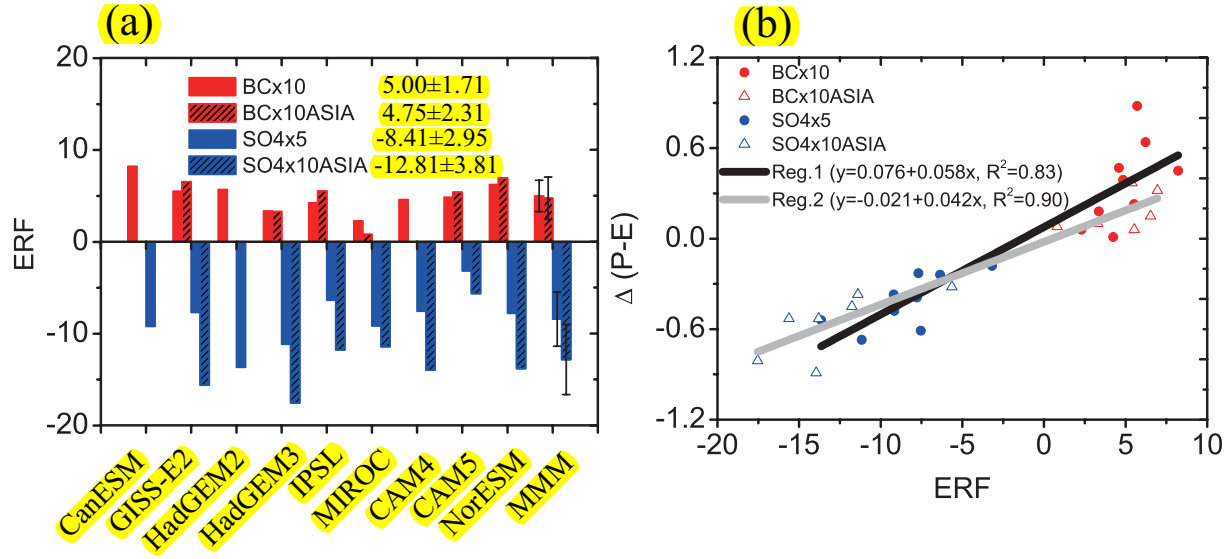 (a)
20
10
0
-10
-20
ERF
BCx10 5.00±1.71
BCx10ASIA 4.75±2.31
SO4x5 -8.41±2.95
SO4x10ASIA -12.81±3.81
CanESM
GISS-E2
HadGEM2
HadGEM3
IPSL
MIROC
CAM4
CAM5
NorESM
MMM
(b)
1.2
0.6
0.0
-0.6
-1.2
Δ (P-E)
BCx10
BCx10ASIA
SO4x5
SO4x10ASIA
Reg.1 (y=0.076+0.058x, R²=0.83)
Reg.2 (y=-0.021+0.042x, R²=0.90)
-20 -15 -10 -5 0 5 10
ERF